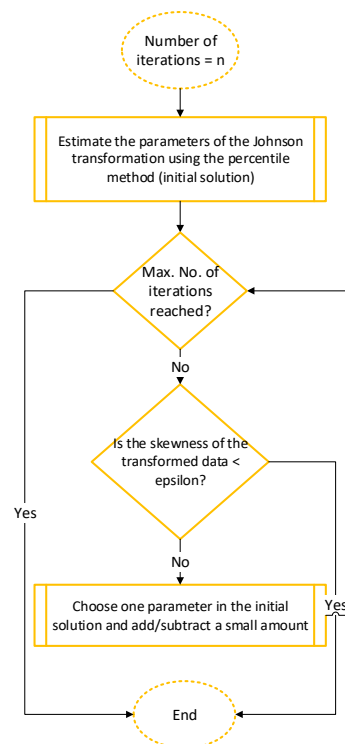 Number of
iterations = n
Estimate the parameters of the Johnson
transformation using the percentile
method (initial solution)
Max. No. of
iterations
reached?
No
Is the skewness of the
transformed data <
epsilon?
Yes
No
Choose one parameter in the initial
solution and add/subtract a small amount
Yes
End